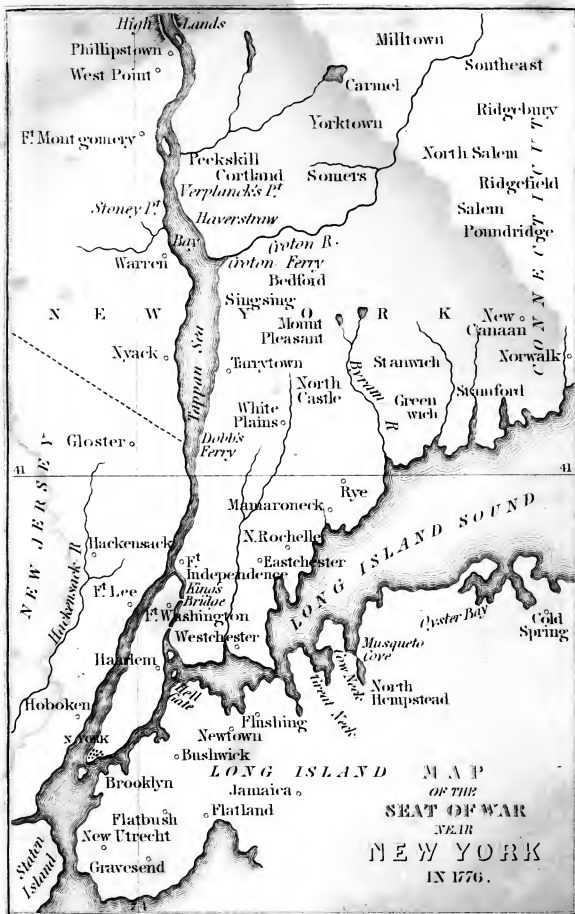 High Lands
Phillipstown
Milltown
West Point
Southeast
Carmel
Ridgebury
Yorktown
Ft. Montgomery
Peekskill
Cortland
Somers
North Salem
Ridgefield
Verplanck's Pt.
Stoney Pt.
Haverstraw
Bay
Salem
Poundridge
CONNECTICUT
Croton R.
Warren
Croton Ferry
Bedford
Singsing
NEW YORK
Mount
Pleasant
New
Canaan
Nyack
Tappan Sea
Tarrytown
Stanwich
Norwalk
North
Castle
Byram R
Green
wich
Stamford
White
Plains
Gloster
Dobb's
Ferry
41
41
NEW JERSEY
Rye
Mamaroneck
LONG ISLAND SOUND
Hackensack
N. Rochelle
Hackensack R
Ft.
Independence
Eastchester
Kings
Bridge
Ft. Lee
Ft. Washington
Oyster Bay
Cold
Spring
Westchester
Musqueto
Cove
Haarlem
Cow Neck
Hell
Gate
Great Neck
North
Hempstead
Hoboken
Flushing
N. YORK
Newtown
Bushwick
LONG ISLAND
Brooklyn
Jamaica
Flatbush
Flatland
New Utrecht
Staten
Island
Gravesend
MAP
OF THE
SEAT OF WAR
NEAR
NEW YORK
IN 1776.